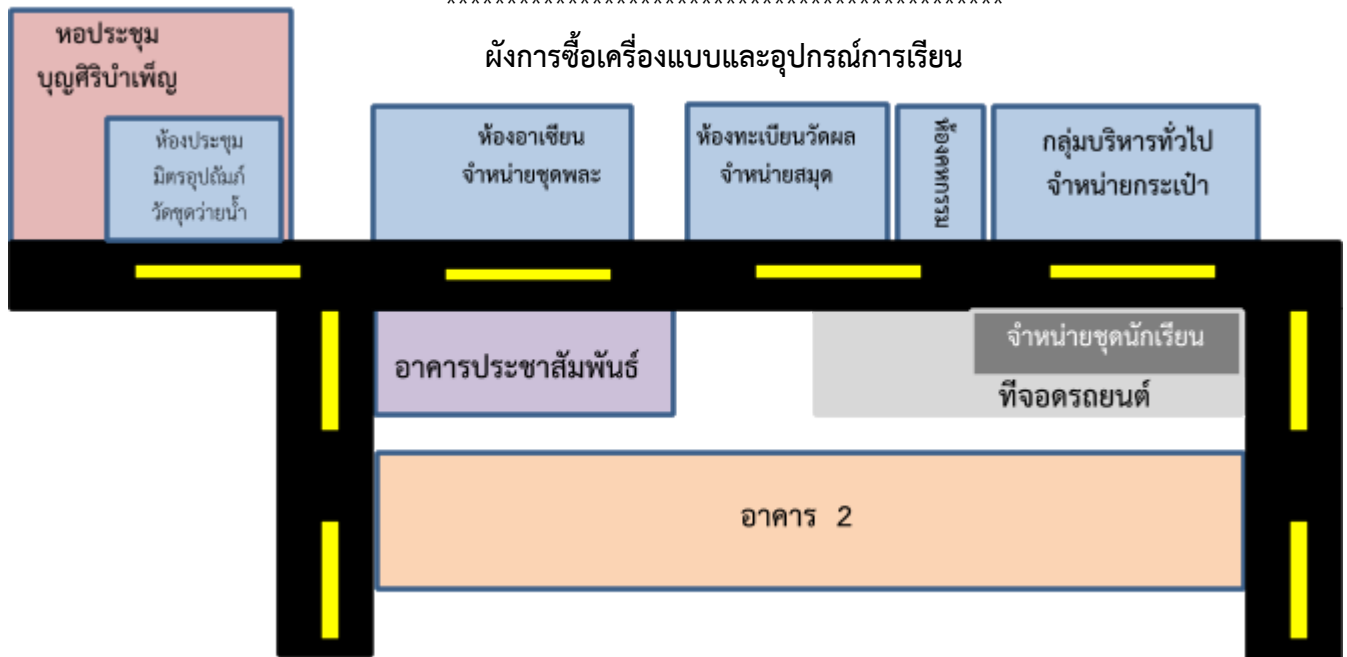 ^^^^^^^^^^^^^^^^^^^^^^^^^^^^^^^^^^^^^^^^^^^^^^
ผังการซื้อเครื่องแบบและอุปกรณ์การเรียน
หอประชุม
บุญศิริบำเพ็ญ
ห้องประชุม
มิตรอุปถัมภ์
วัดชุดว่ายน้ำ
ห้องอาเซียน
จำหน่ายชุดพละ
ห้องทะเบียนวัดผล
จำหน่ายสมุด
ห้องคหกรรม
กลุ่มบริหารทั่วไป
จำหน่ายกระเป๋า
อาคารประชาสัมพันธ์
จำหน่ายชุดนักเรียน
ที่จอดรถยนต์
อาคาร 2